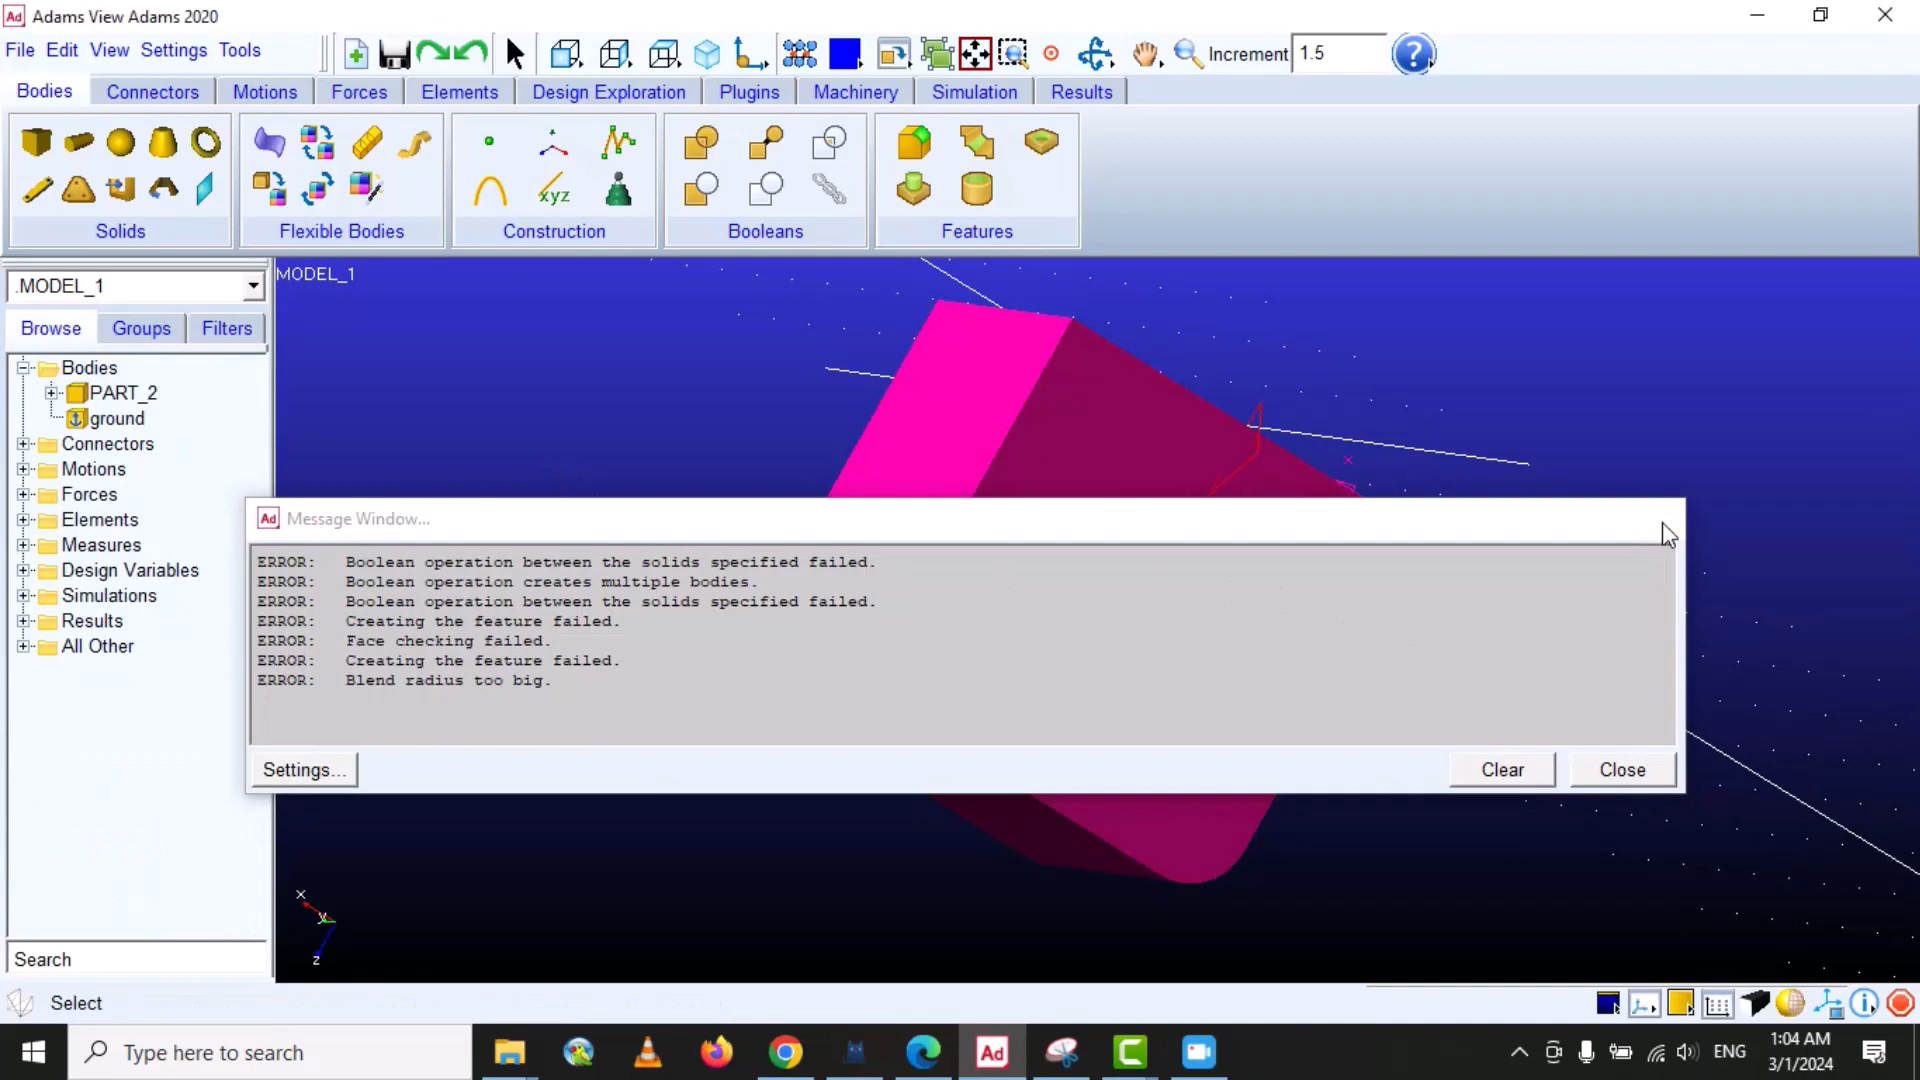 Ad Adams View Adams 2020
File Edit View Settings Tools
Increment 1.5 ?
Bodies Connectors Motions Forces Elements Design Exploration Plugins Machinery Simulation Results
xyz
Solids Flexible Bodies Construction Booleans Features
.MODEL_1
MODEL_1
Browse Groups Filters
Bodies
PART_2
ground
Connectors
Motions
Forces
Elements
Measures
Design Variables
Simulations
Results
All Other
Ad Message Window...
ERROR: Boolean operation between the solids specified failed.
ERROR: Boolean operation creates multiple bodies.
ERROR: Boolean operation between the solids specified failed.
ERROR: Creating the feature failed.
ERROR: Face checking failed.
ERROR: Creating the feature failed.
ERROR: Blend radius too big.
Settings... Clear Close
x
y
z
Search
Select
Type here to search
Ad
ENG
1:04 AM
3/1/2024